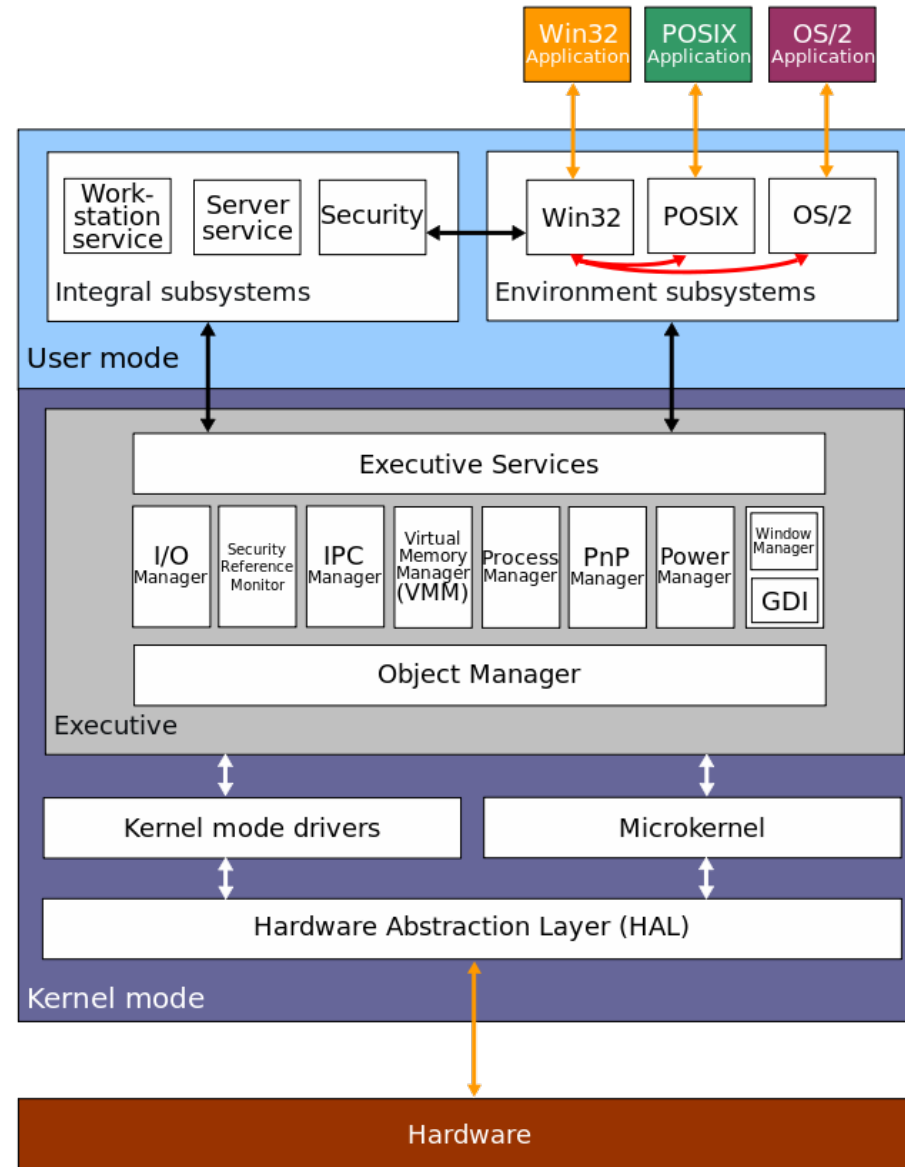 Win32
Application
POSIX
Application
OS/2
Application
Work-
station
service
Server
service
Security
Integral subsystems
Win32
POSIX
OS/2
Environment subsystems
User mode
Executive Services
I/O
Manager
Security
Reference
Monitor
IPC
Manager
Virtual
Memory
Manager
(VMM)
Process
Manager
PnP
Manager
Power
Manager
Window
Manager
GDI
Object Manager
Executive
Kernel mode drivers
Microkernel
Hardware Abstraction Layer (HAL)
Kernel mode
Hardware